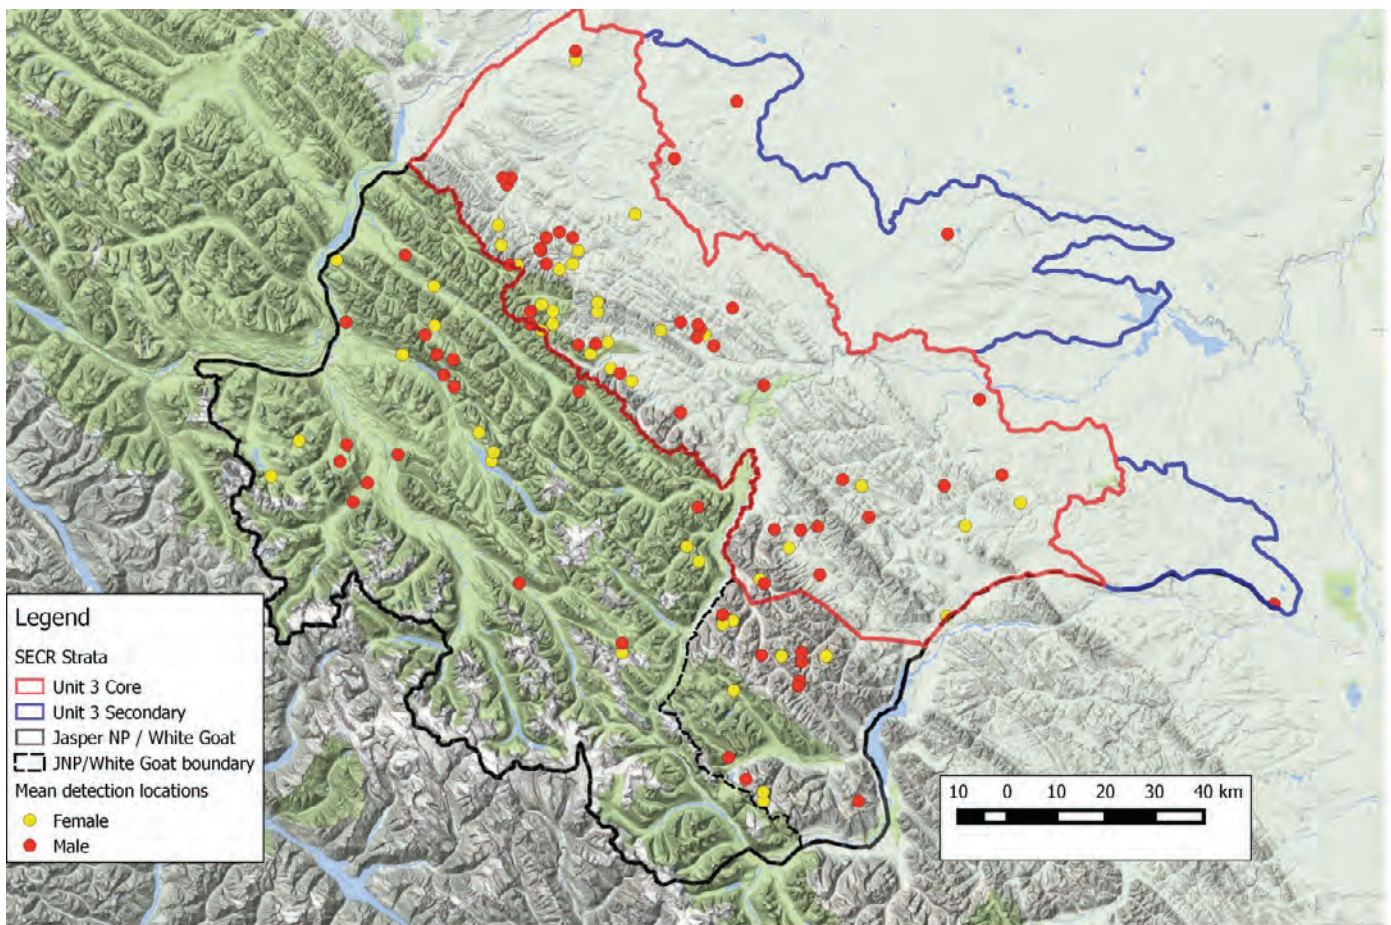 Legend
SECR Strata
Unit 3 Core
Unit 3 Secondary
Jasper NP / White Goat
JNP/White Goat boundary
Mean detection locations
Female
Male
10 0 10 20 30 40 km